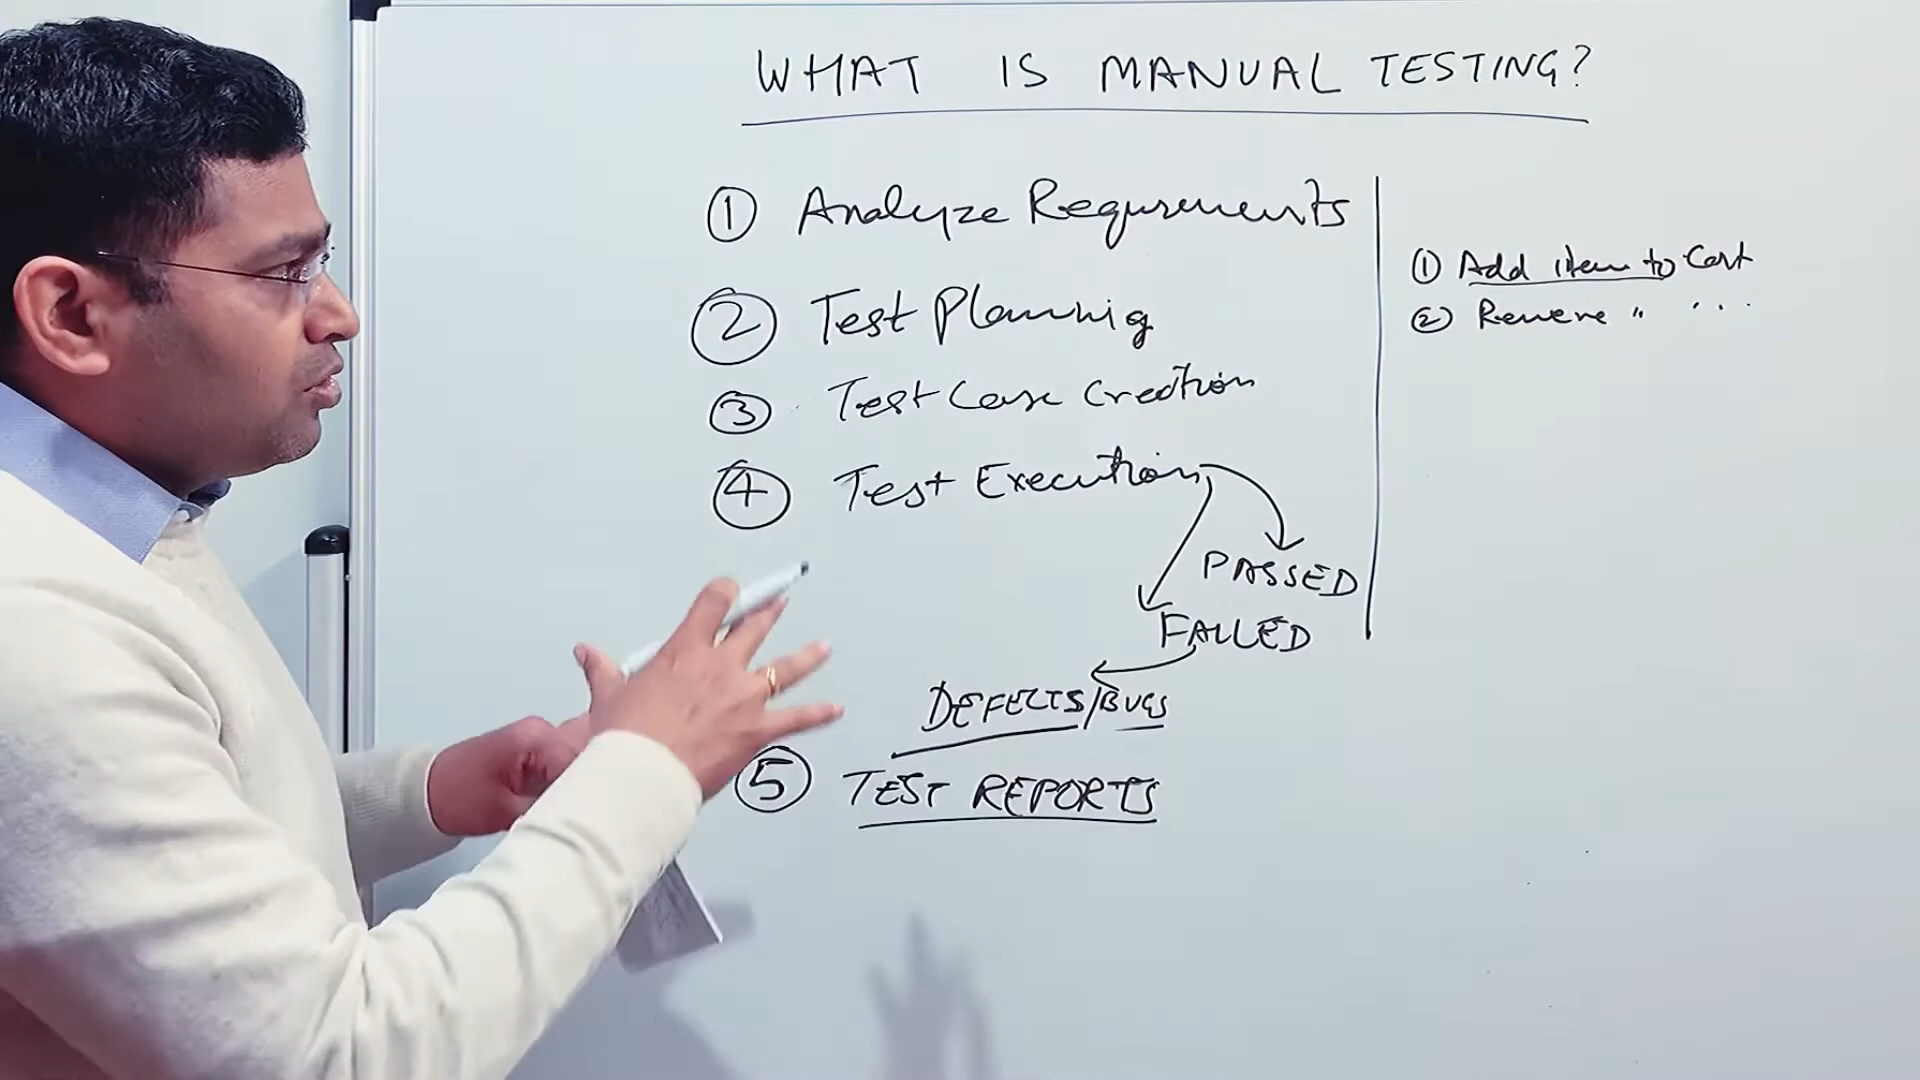 WHAT IS MANUAL TESTING?
① Analyze Requirements
② Test Planning
③ Test Case Creation
④ Test Execution
PASSED
FAILED
DEFECTS/BUGS
⑤ TEST REPORTS
① Add item to Cart
② Remove " ...